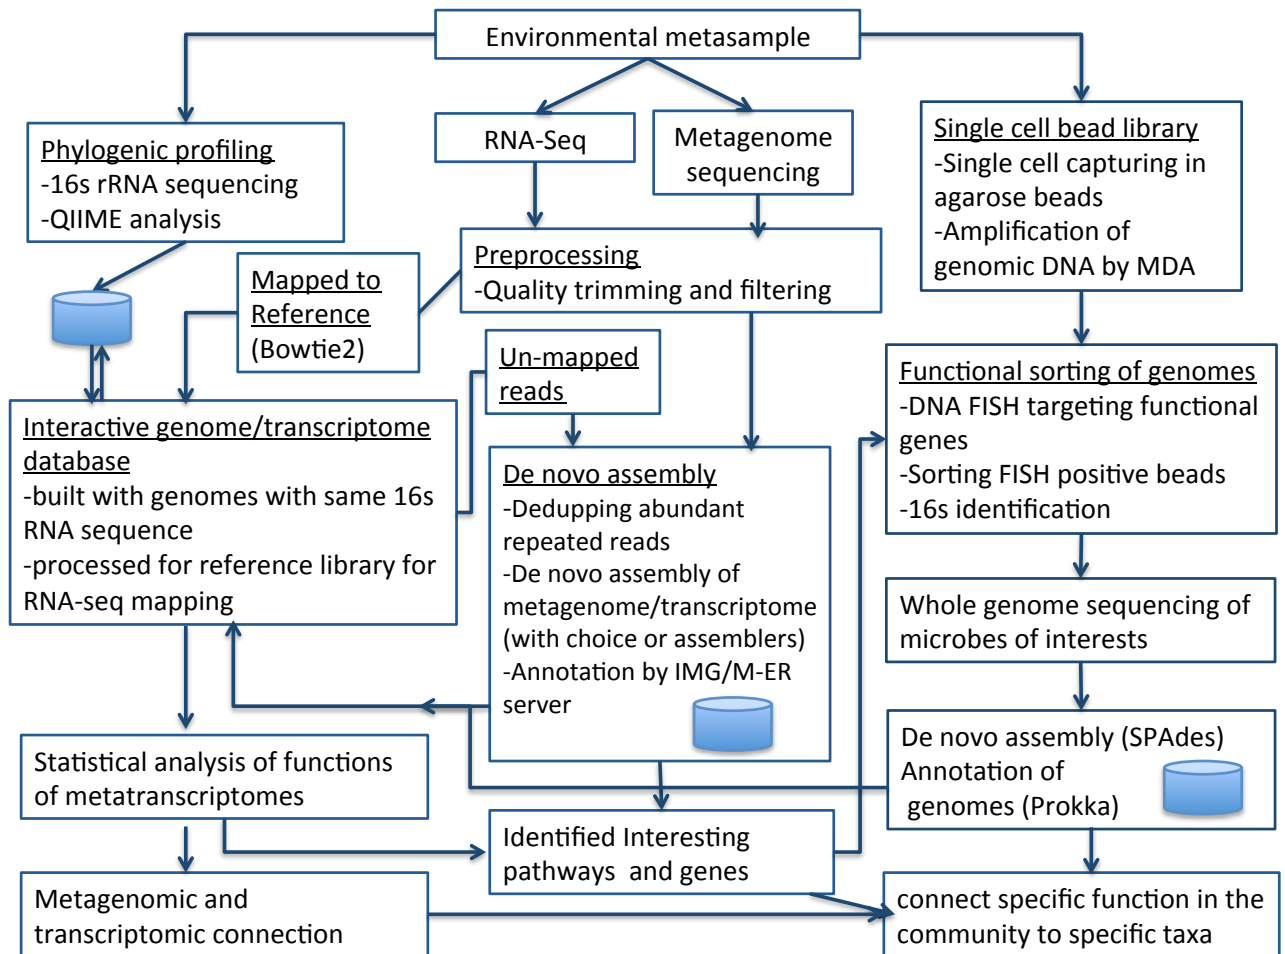 Environmental metasample
RNA-Seq
Metagenome
sequencing
Phylogenic profiling
-16s rRNA sequencing
-QIIME analysis
Single cell bead library
-Single cell capturing in
agarose beads
-Amplification of
genomic DNA by MDA
Preprocessing
-Quality trimming and filtering
Mapped to
Reference
(Bowtie2)
Un-mapped
reads
Functional sorting of genomes
-DNA FISH targeting functional
genes
-Sorting FISH positive beads
-16s identification
Interactive genome/transcriptome
database
-built with genomes with same 16s
RNA sequence
-processed for reference library for
RNA-seq mapping
De novo assembly
-Dedupping abundant
repeated reads
-De novo assembly of
metagenome/transcriptome
(with choice or assemblers)
-Annotation by IMG/M-ER
server
Whole genome sequencing of
microbes of interests
De novo assembly (SPAdes)
Annotation of
genomes (Prokka)
Statistical analysis of functions
of metatranscriptomes
Identified Interesting
pathways and genes
Metagenomic and
transcriptomic connection
connect specific function in the
community to specific taxa